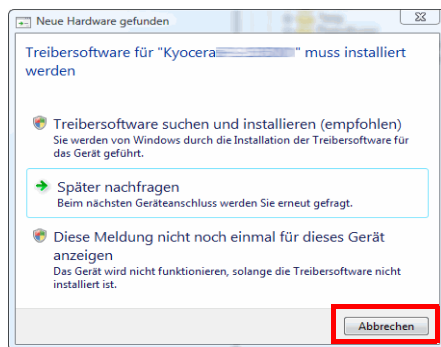 Neue Hardware gefunden
Treibersoftware für "Kyocera " muss installiert
werden
Treibersoftware suchen und installieren (empfohlen)
Sie werden von Windows durch die Installation der Treibersoftware für
das Gerät geführt.
Später nachfragen
Beim nächsten Geräteanschluss werden Sie erneut gefragt.
Diese Meldung nicht noch einmal für dieses Gerät
anzeigen
Das Gerät wird nicht funktionieren, solange die Treibersoftware nicht
installiert ist.
Abbrechen